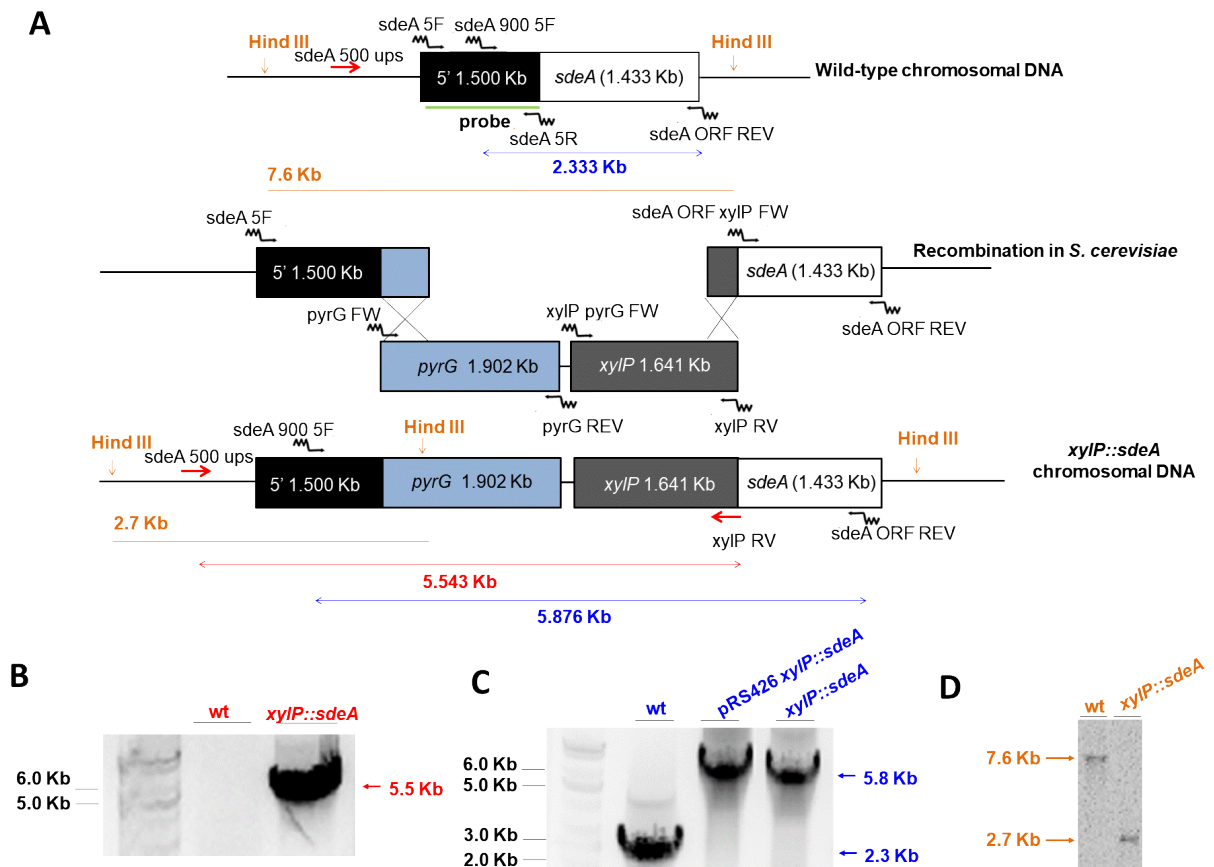 A
sdeA 5F
sdeA 900 5F
Hind III
sdeA 500 ups
Hind III
5' 1.500 Kb
sdeA (1.433 Kb)
Wild-type chromosomal DNA
probe
sdeA 5R
sdeA ORF REV
2.333 Kb
7.6 Kb
sdeA 5F
sdeA ORF xylP FW
5' 1.500 Kb
sdeA (1.433 Kb)
Recombination in S. cerevisiae
pyrG FW
xylP pyrG FW
sdeA ORF REV
pyrG 1.902 Kb
xylP 1.641 Kb
pyrG REV
xylP RV
Hind III
sdeA 900 5F
Hind III
Hind III
sdeA 500 ups
5' 1.500 Kb
pyrG 1.902 Kb
xylP 1.641 Kb
sdeA (1.433 Kb)
xylP::sdeA
chromosomal DNA
2.7 Kb
xylP RV
sdeA ORF REV
5.543 Kb
5.876 Kb
B
wt
xylP::sdeA
6.0 Kb
5.0 Kb
5.5 Kb
C
wt
pRS426 xylP::sdeA
xylP::sdeA
6.0 Kb
5.0 Kb
3.0 Kb
2.0 Kb
5.8 Kb
2.3 Kb
D
wt
xylP::sdeA
7.6 Kb
2.7 Kb